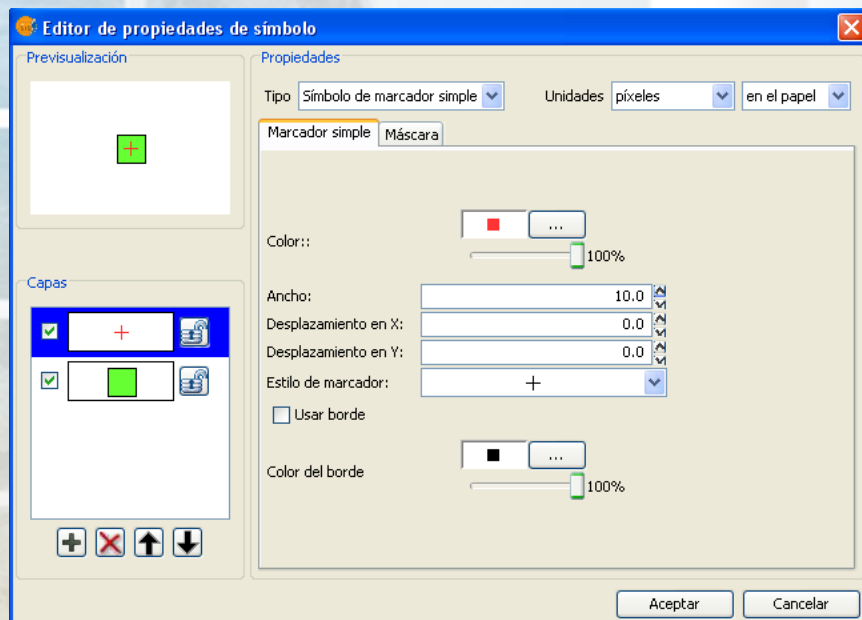 Editor de propiedades de símbolo
Previsualización
Propiedades
Tipo Símbolo de marcador simple Unidades píxeles en el papel
Marcador simple Máscara
Color:: ...
100%
Capas
Ancho: 10.0
Desplazamiento en X: 0.0
Desplazamiento en Y: 0.0
Estilo de marcador:
Usar borde
Color del borde ...
100%
Aceptar Cancelar